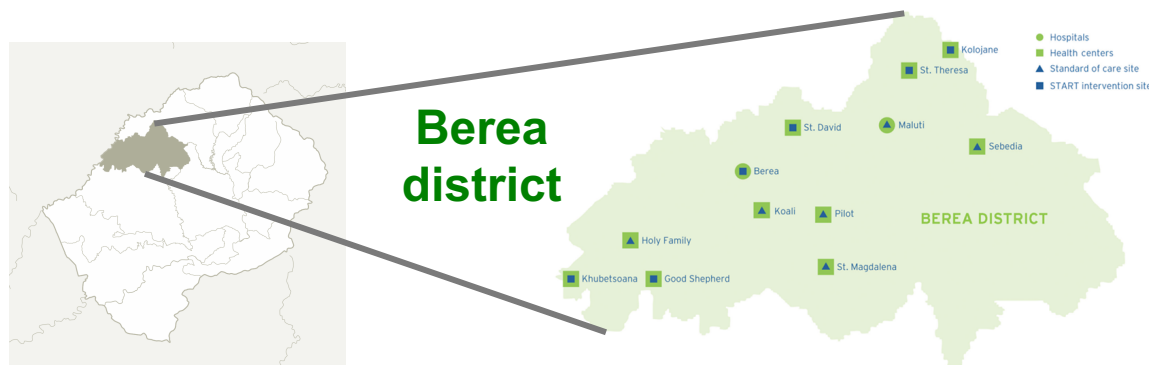 Berea
district
Kolojane
St. Theresa
St. David
Maluti
Sebedia
Berea
Koali
Pilot
BEREA DISTRICT
Holy Family
St. Magdalena
Khubetsoana
Good Shepherd
Hospitals
Health centers
Standard of care site
START intervention site